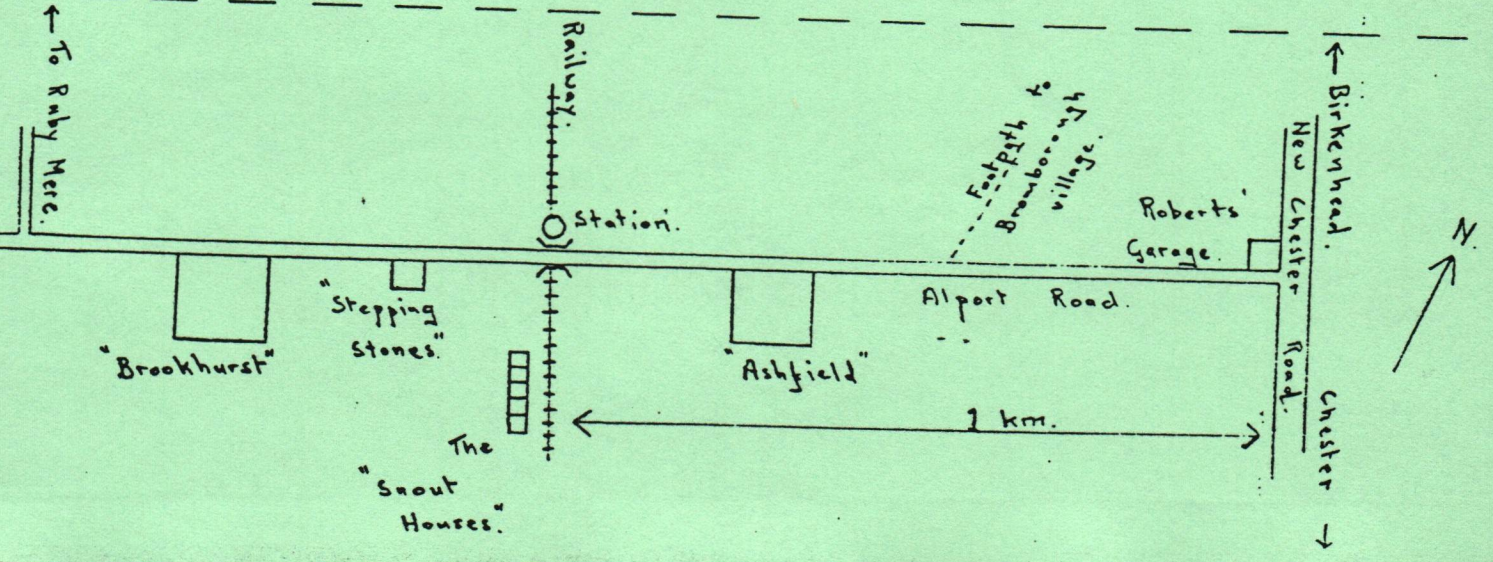 ← To Raby Mere.
Railway.
Station.
Footpath to
Bromborough
village.
Roberts'
Garage.
New Chester Road.
← Birkenhead.
N.
Alport Road.
"Brookhurst"
"Stepping
Stones."
"Ashfield"
1 km.
The
"Snout
Houses."
Chester →